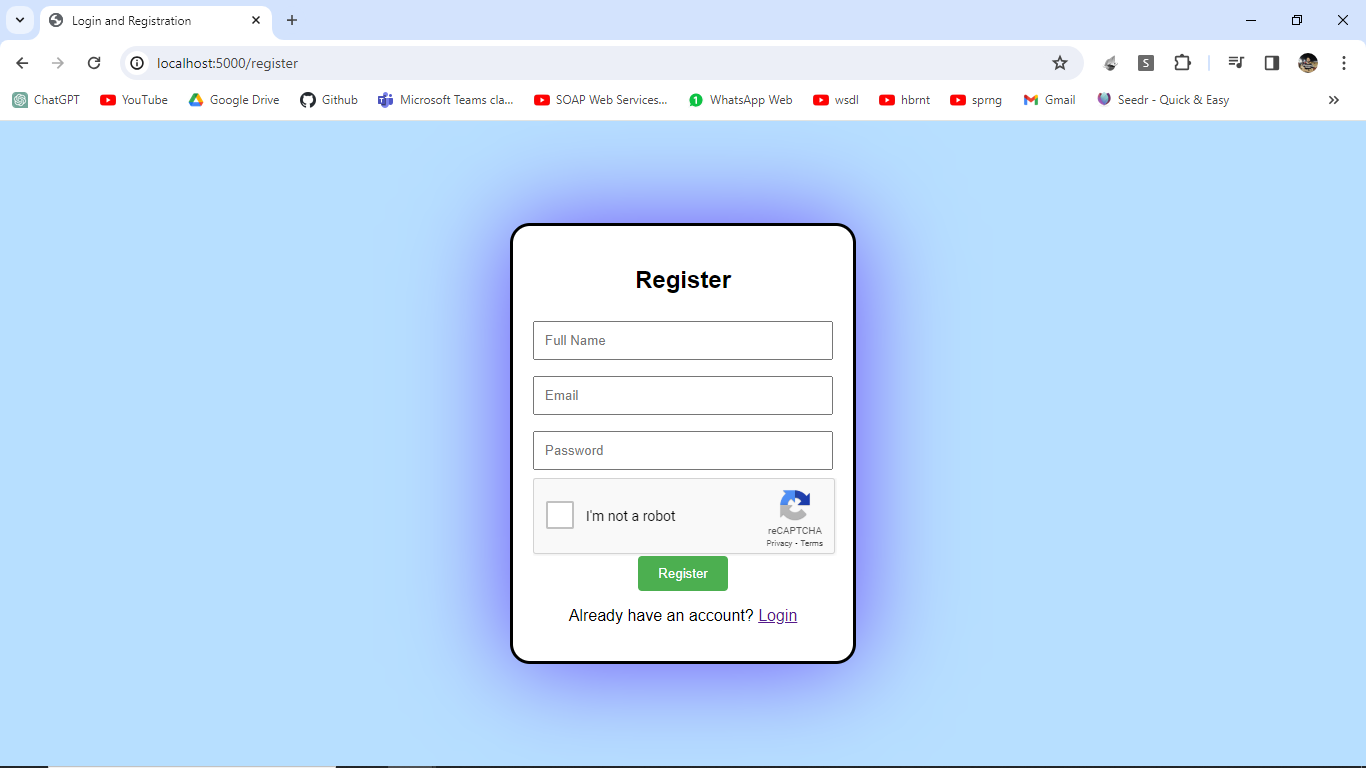 Login and Registration
localhost:5000/register
S
ChatGPT YouTube Google Drive Github Microsoft Teams cla... SOAP Web Services... 1 WhatsApp Web wsdl hbrnt sprng Gmail Seedr - Quick & Easy
Register
Full Name
Email
Password
I'm not a robot
reCAPTCHA
Privacy - Terms
Register
Already have an account? Login